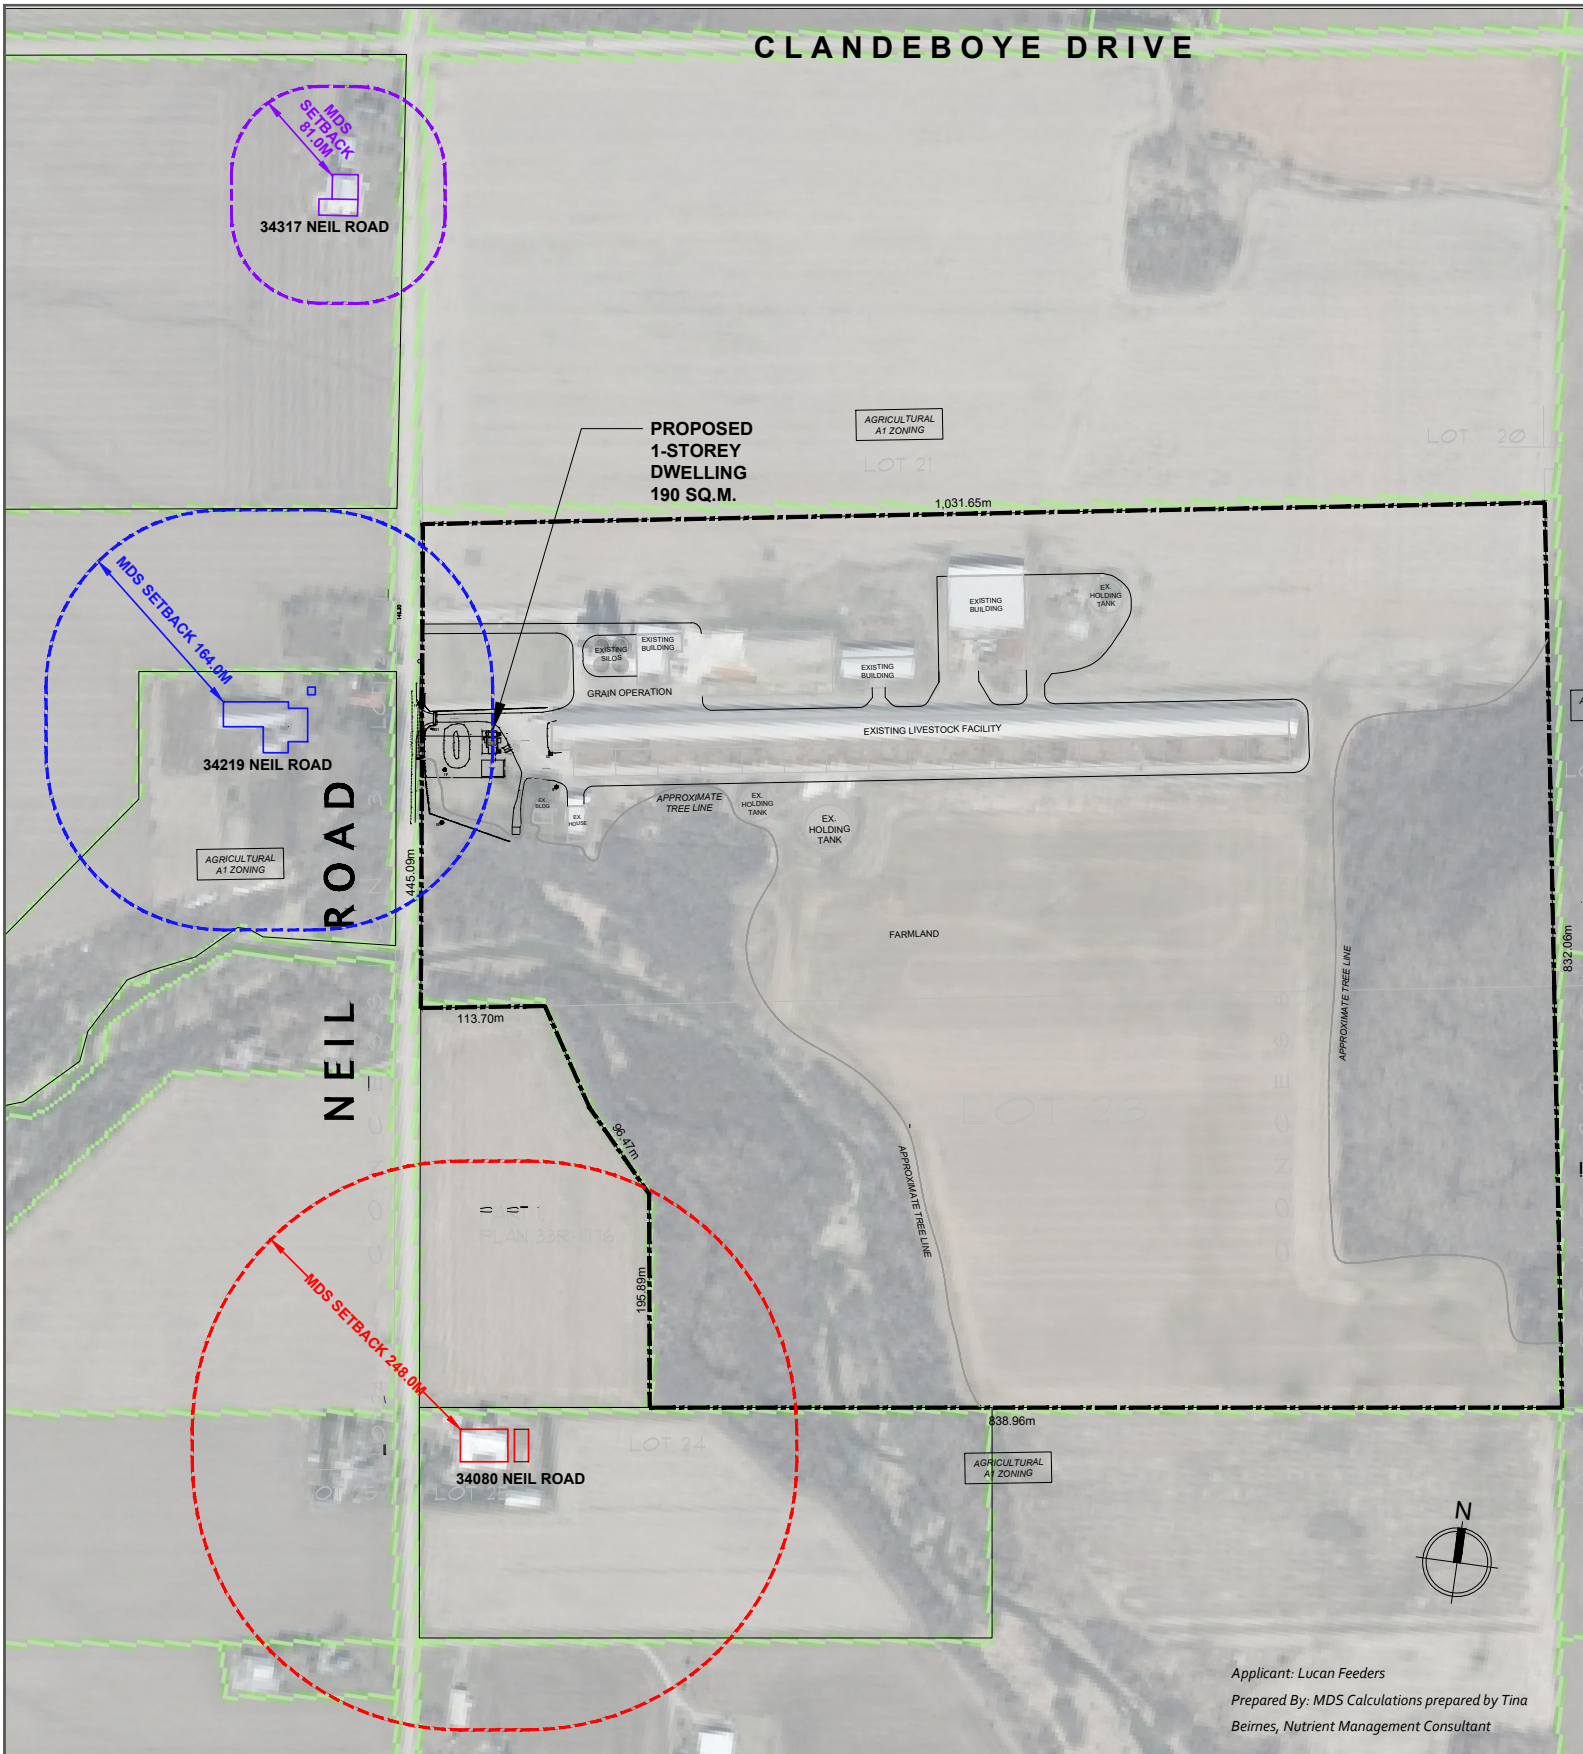 CLANDEBOYE DRIVE
MDS
SETBACK
81.0M
34317 NEIL ROAD
PROPOSED
1-STOREY
DWELLING
190 SQ.M.
AGRICULTURAL
A1 ZONING
LOT 21
LOT 20
1,031.65m
MDS SETBACK 164.0M
EXISTING
BUILDING
EX.
HOLDING
TANK
EXISTING
SILOS
EXISTING
BUILDING
EXISTING
BUILDING
GRAIN OPERATION
EXISTING LIVESTOCK FACILITY
34219 NEIL ROAD
EX.
BLDG
EX.
HOUSE
APPROXIMATE
TREE LINE
EX.
HOLDING
TANK
EX.
HOLDING
TANK
AGRICULTURAL
A1 ZONING
445.09m
NEIL ROAD
FARMLAND
832.06m
APPROXIMATE TREE LINE
113.70m
96.47m
APPROXIMATE TREE LINE
PLAN 33R-1776
195.89m
MDS SETBACK 248.0M
838.96m
LOT 24
34080 NEIL ROAD
AGRICULTURAL
A1 ZONING
N
Applicant: Lucan Feeders
Prepared By: MDS Calculations prepared by Tina
Beirnes, Nutrient Management Consultant